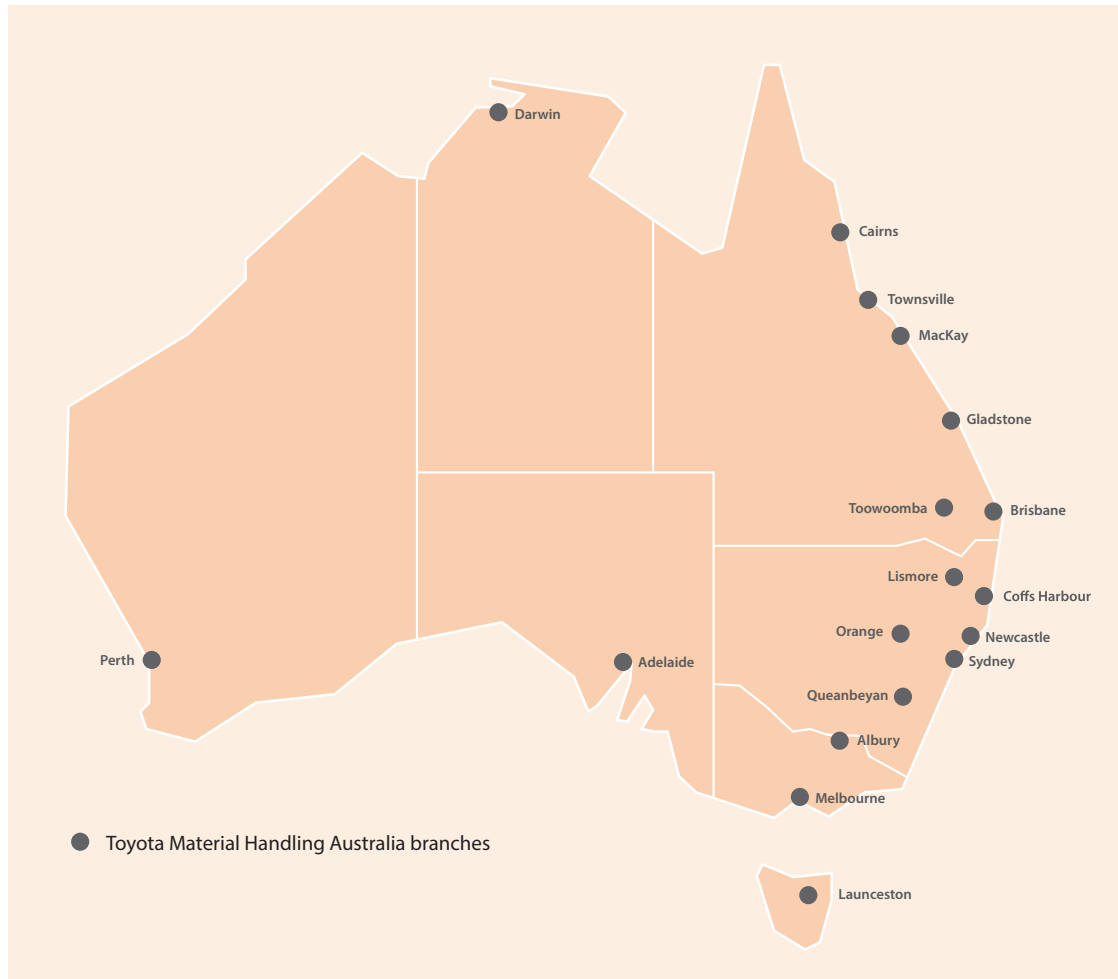 Darwin
Cairns
Townsville
MacKay
Gladstone
Toowoomba
Brisbane
Lismore
Coffs Harbour
Orange
Newcastle
Perth
Adelaide
Sydney
Queanbeyan
Albury
Melbourne
Toyota Material Handling Australia branches
Launceston